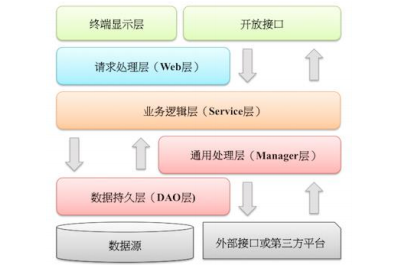 终端显示层
开放接口
请求处理层（Web层）
业务逻辑层（Service层）
通用处理层（Manager层）
数据持久层（DAO层)
数据源
外部接口或第三方平台